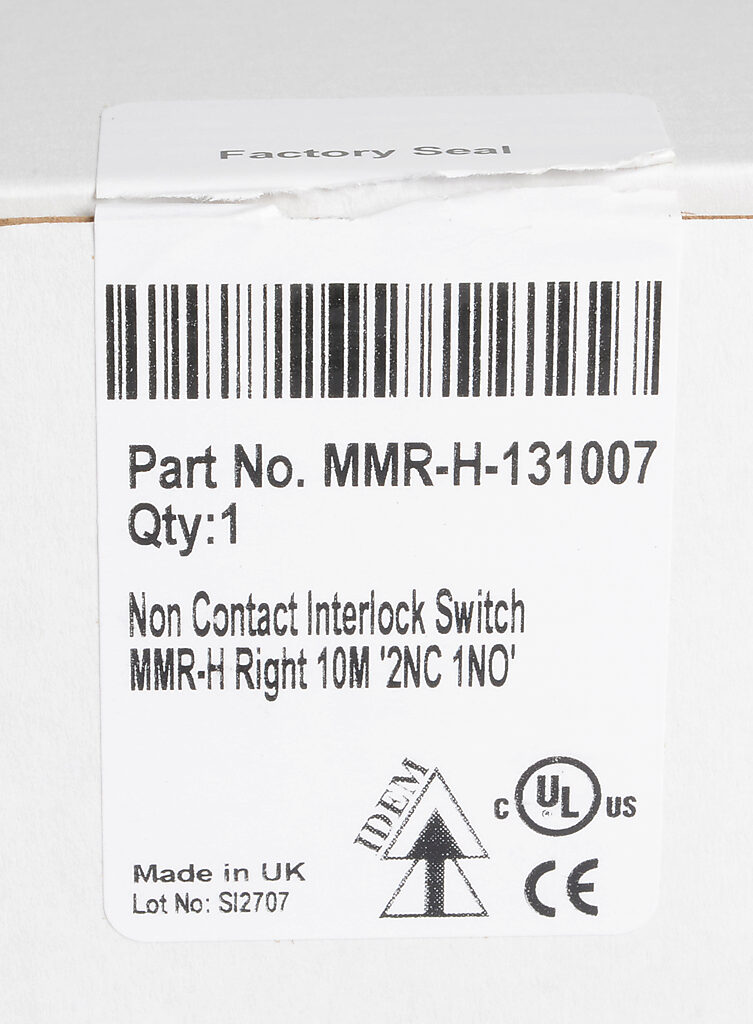 Factory Seal
Part No. MMR-H-131007
Qty:1
Non Contact Interlock Switch
MMR-H Right 10M '2NC 1NO'
IDEM
C UL US
CE
Made in UK
Lot No: SI2707